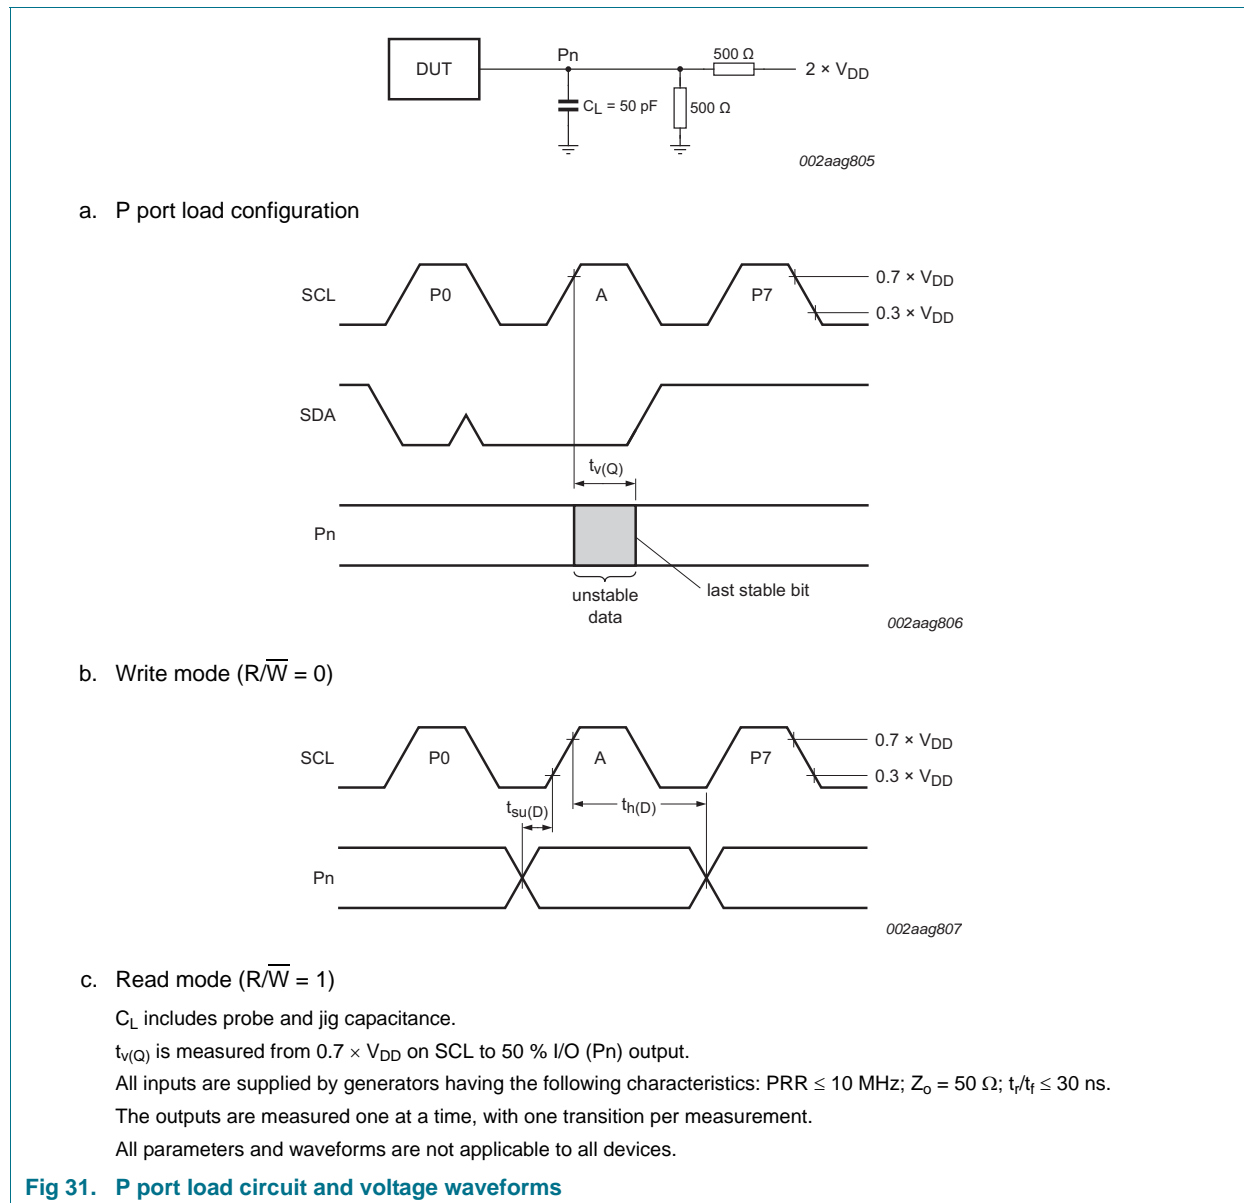 DUT
Pn
500 Ω
2 × VDD
CL = 50 pF
500 Ω
002aag805
a. P port load configuration
SCL
P0
A
P7
0.7 × VDD
0.3 × VDD
SDA
tv(Q)
Pn
unstable
data
last stable bit
002aag806
b. Write mode (R/W̅ = 0)
SCL
P0
A
P7
0.7 × VDD
0.3 × VDD
tsu(D)
th(D)
Pn
002aag807
c. Read mode (R/W̅ = 1)
CL includes probe and jig capacitance.
tv(Q) is measured from 0.7 × VDD on SCL to 50 % I/O (Pn) output.
All inputs are supplied by generators having the following characteristics: PRR ≤ 10 MHz; Zo = 50 Ω; tr/tf ≤ 30 ns.
The outputs are measured one at a time, with one transition per measurement.
All parameters and waveforms are not applicable to all devices.
Fig 31. P port load circuit and voltage waveforms